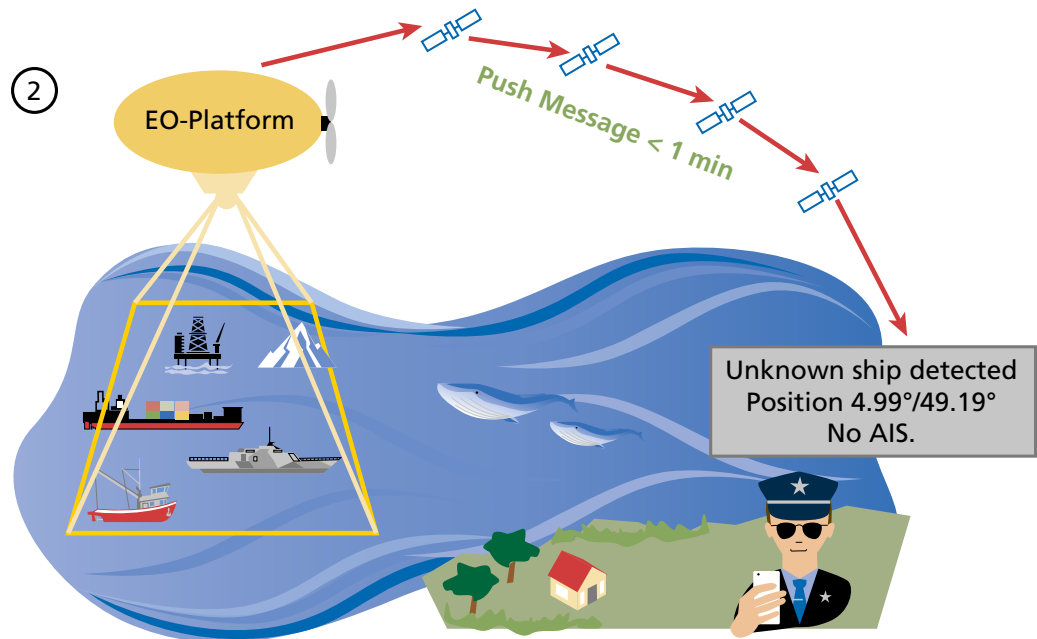 2
EO-Platform
Push Message < 1 min
Unknown ship detected
Position 4.99°/49.19°
No AIS.